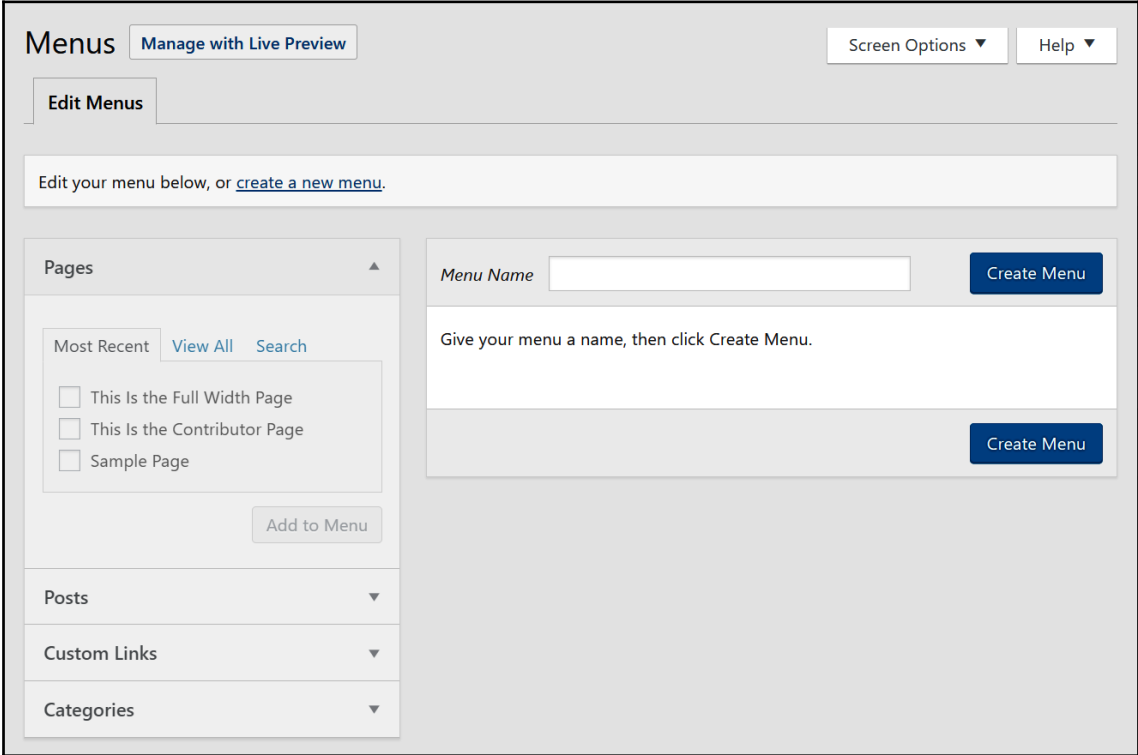 Menus Manage with Live Preview
Screen Options Help
Edit Menus
Edit your menu below, or create a new menu.
Pages
Most Recent View All Search
This Is the Full Width Page
This Is the Contributor Page
Sample Page
Add to Menu
Posts
Custom Links
Categories
Menu Name Create Menu
Give your menu a name, then click Create Menu.
Create Menu